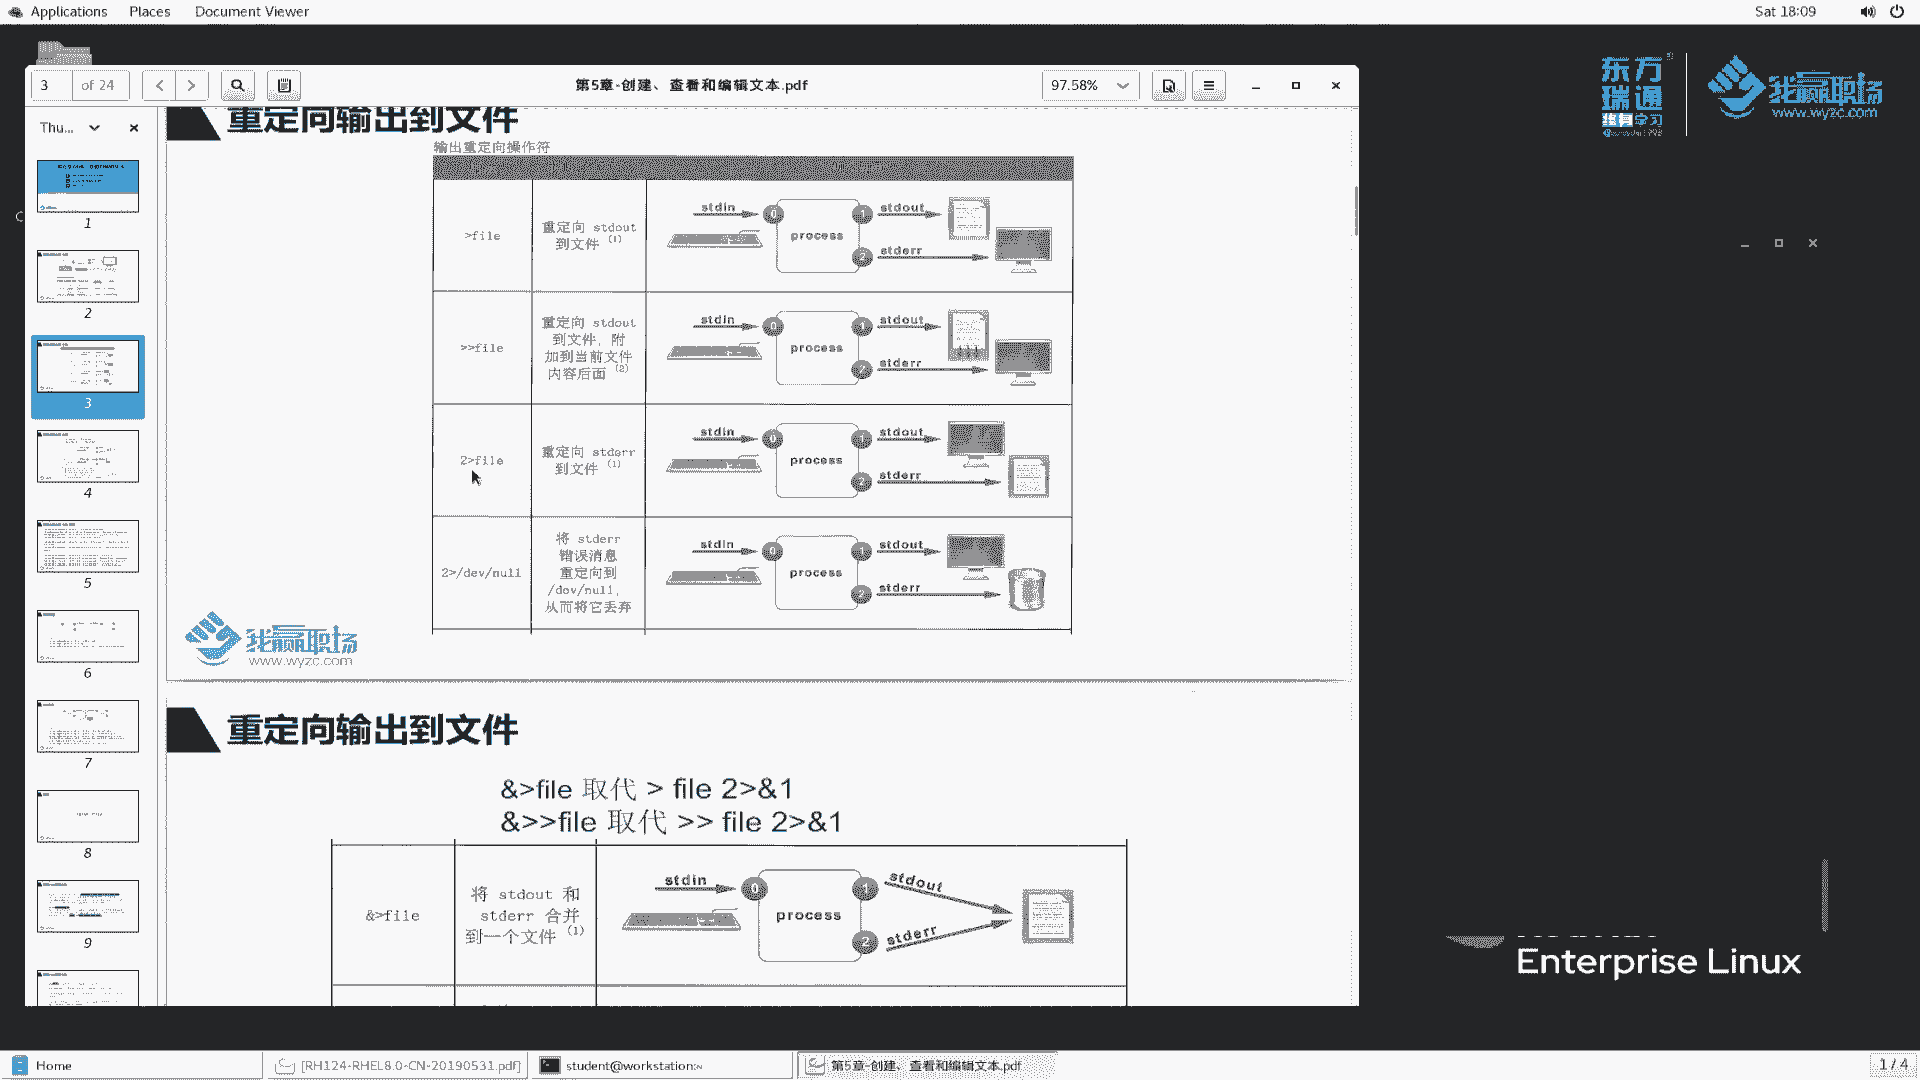 Applications Places Document Viewer Sat 18:09
3 of 24 第5章-创建、查看和编辑文本.pdf 97.58%
Thu...
1
2
3
4
5
6
7
8
9
重定向输出到文件
输出重定向操作符
>file
重定向 stdout
到文件 (1)
stdin
0
process
1
stdout
2
stderr
>>file
重定向 stdout
到文件，附
加到当前文件
内容后面 (2)
stdin
0
process
1
stdout
2
stderr
2>file
重定向 stderr
到文件 (1)
stdin
0
process
1
stdout
2
stderr
2>/dev/null
将 stderr
错误消息
重定向到
/dev/null，
从而将它丢弃
stdin
0
process
1
stdout
2
stderr
我赢职场
www.wyzc.com
重定向输出到文件
&>file 取代 > file 2>&1
&>>file 取代 >> file 2>&1
&>file
将 stdout 和
stderr 合并
到一个文件 (1)
stdin
0
process
1
stdout
2
stderr
东方
瑞通
终身学习
我赢职场
www.wyzc.com
Enterprise Linux
Home [RH124-RHEL8.0-CN-20190531.pdf] student@workstation:~ 第5章-创建、查看和编辑文本.pdf 1 / 4